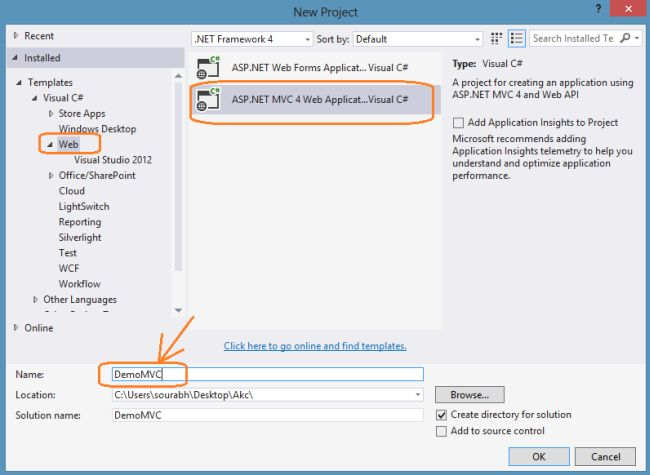 New Project
?
Recent
.NET Framework 4
Sort by: Default
Search Installed Te
Installed
Templates
Visual C#
Store Apps
Windows Desktop
Web
Visual Studio 2012
Office/SharePoint
Cloud
LightSwitch
Reporting
Silverlight
Test
WCF
Workflow
Other Languages
Online
C#
ASP.NET Web Forms Applicat...Visual C#
C#
ASP.NET MVC 4 Web Applicat...Visual C#
Type: Visual C#
A project for creating an application using
ASP.NET MVC 4 and Web API
Add Application Insights to Project
Microsoft recommends adding
Application Insights telemetry to help you
understand and optimize application
performance.
Click here to go online and find templates.
Name: DemoMVC
Location: C:\Users\sourabh\Desktop\Akc\
Browse...
Solution name: DemoMVC
Create directory for solution
Add to source control
OK
Cancel